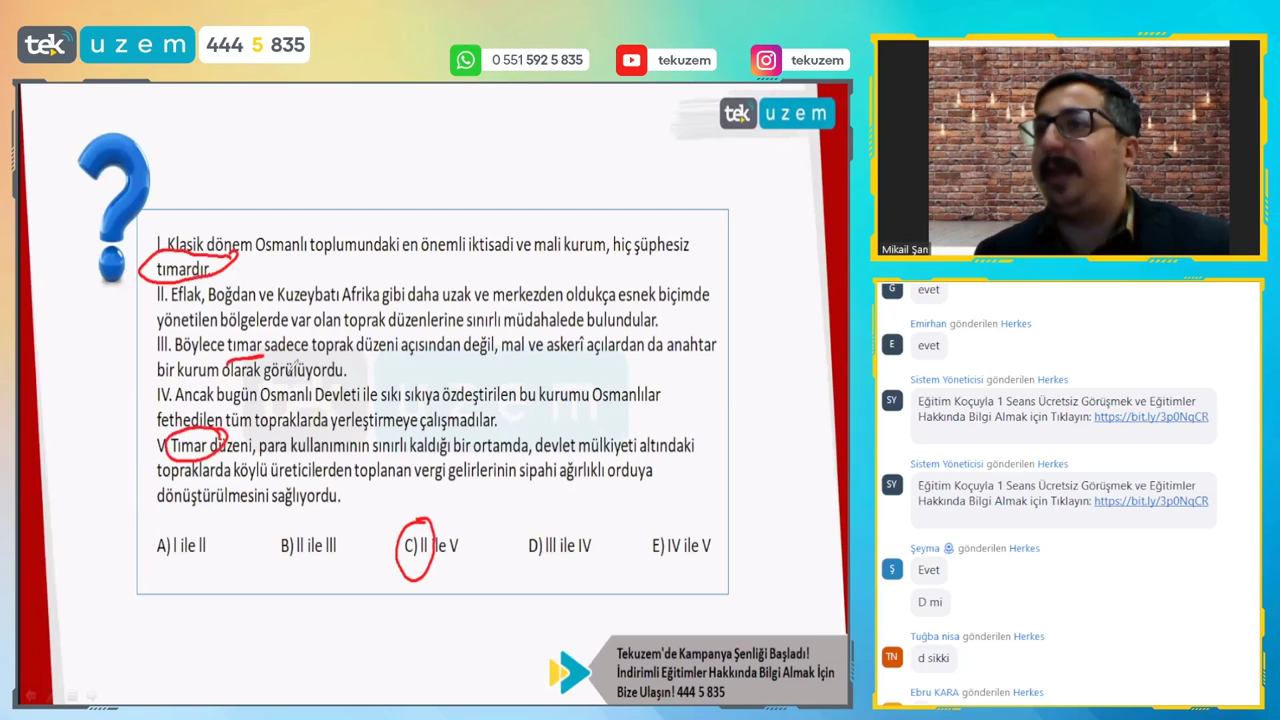 tek uzem 444 5 835
0 551 592 5 835
tekuzem
tekuzem
tek uzem
I. Klasik dönem Osmanlı toplumundaki en önemli iktisadi ve mali kurum, hiç şüphesiz
tımardır.
II. Eflak, Boğdan ve Kuzeybatı Afrika gibi daha uzak ve merkezden oldukça esnek biçimde
yönetilen bölgelerde var olan toprak düzenlerine sınırlı müdahalede bulundular.
III. Böylece tımar sadece toprak düzeni açısından değil, mal ve askerî açılardan da anahtar
bir kurum olarak görülüyordu.
IV. Ancak bugün Osmanlı Devleti ile sıkı sıkıya özdeştirilen bu kurumu Osmanlılar
fethedilen tüm topraklarda yerleştirmeye çalışmadılar.
V. Tımar düzeni, para kullanımının sınırlı kaldığı bir ortamda, devlet mülkiyeti altındaki
topraklarda köylü üreticilerden toplanan vergi gelirlerinin sipahi ağırlıklı orduya
dönüştürülmesini sağlıyordu.
A) I ile II B) II ile III C) II ile V D) III ile IV E) IV ile V
Tekuzem'de Kampanya Şenliği Başladı!
İndirimli Eğitimler Hakkında Bilgi Almak İçin
Bize Ulaşın! 444 5 835
Mikail Şan
G evet
Emirhan gönderilen Herkes
E evet
Sistem Yöneticisi gönderilen Herkes
SY Eğitim Koçuyla 1 Seans Ücretsiz Görüşmek ve Eğitimler
Hakkında Bilgi Almak için Tıklayın: https://bit.ly/3p0NqCR
Sistem Yöneticisi gönderilen Herkes
SY Eğitim Koçuyla 1 Seans Ücretsiz Görüşmek ve Eğitimler
Hakkında Bilgi Almak için Tıklayın: https://bit.ly/3p0NqCR
Şeyma gönderilen Herkes
Ş Evet
D mi
Tuğba nisa gönderilen Herkes
TN d sikki
Ebru KARA gönderilen Herkes